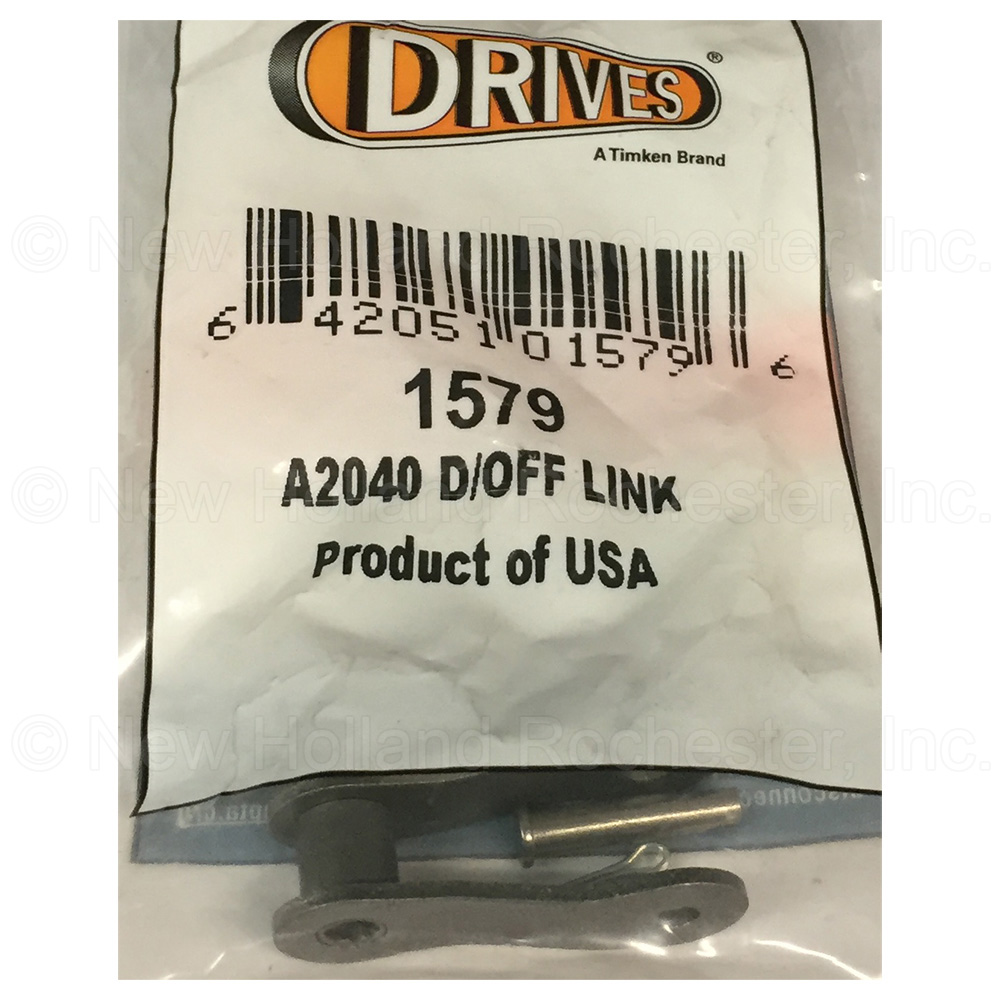 DRIVES®
A Timken Brand
© New Holland Rochester, Inc.
6 42051 01579 6
1579
A2040 D/OFF LINK
© New Holland Rochester, Inc.
Product of USA
© New Holland Rochester, Inc.